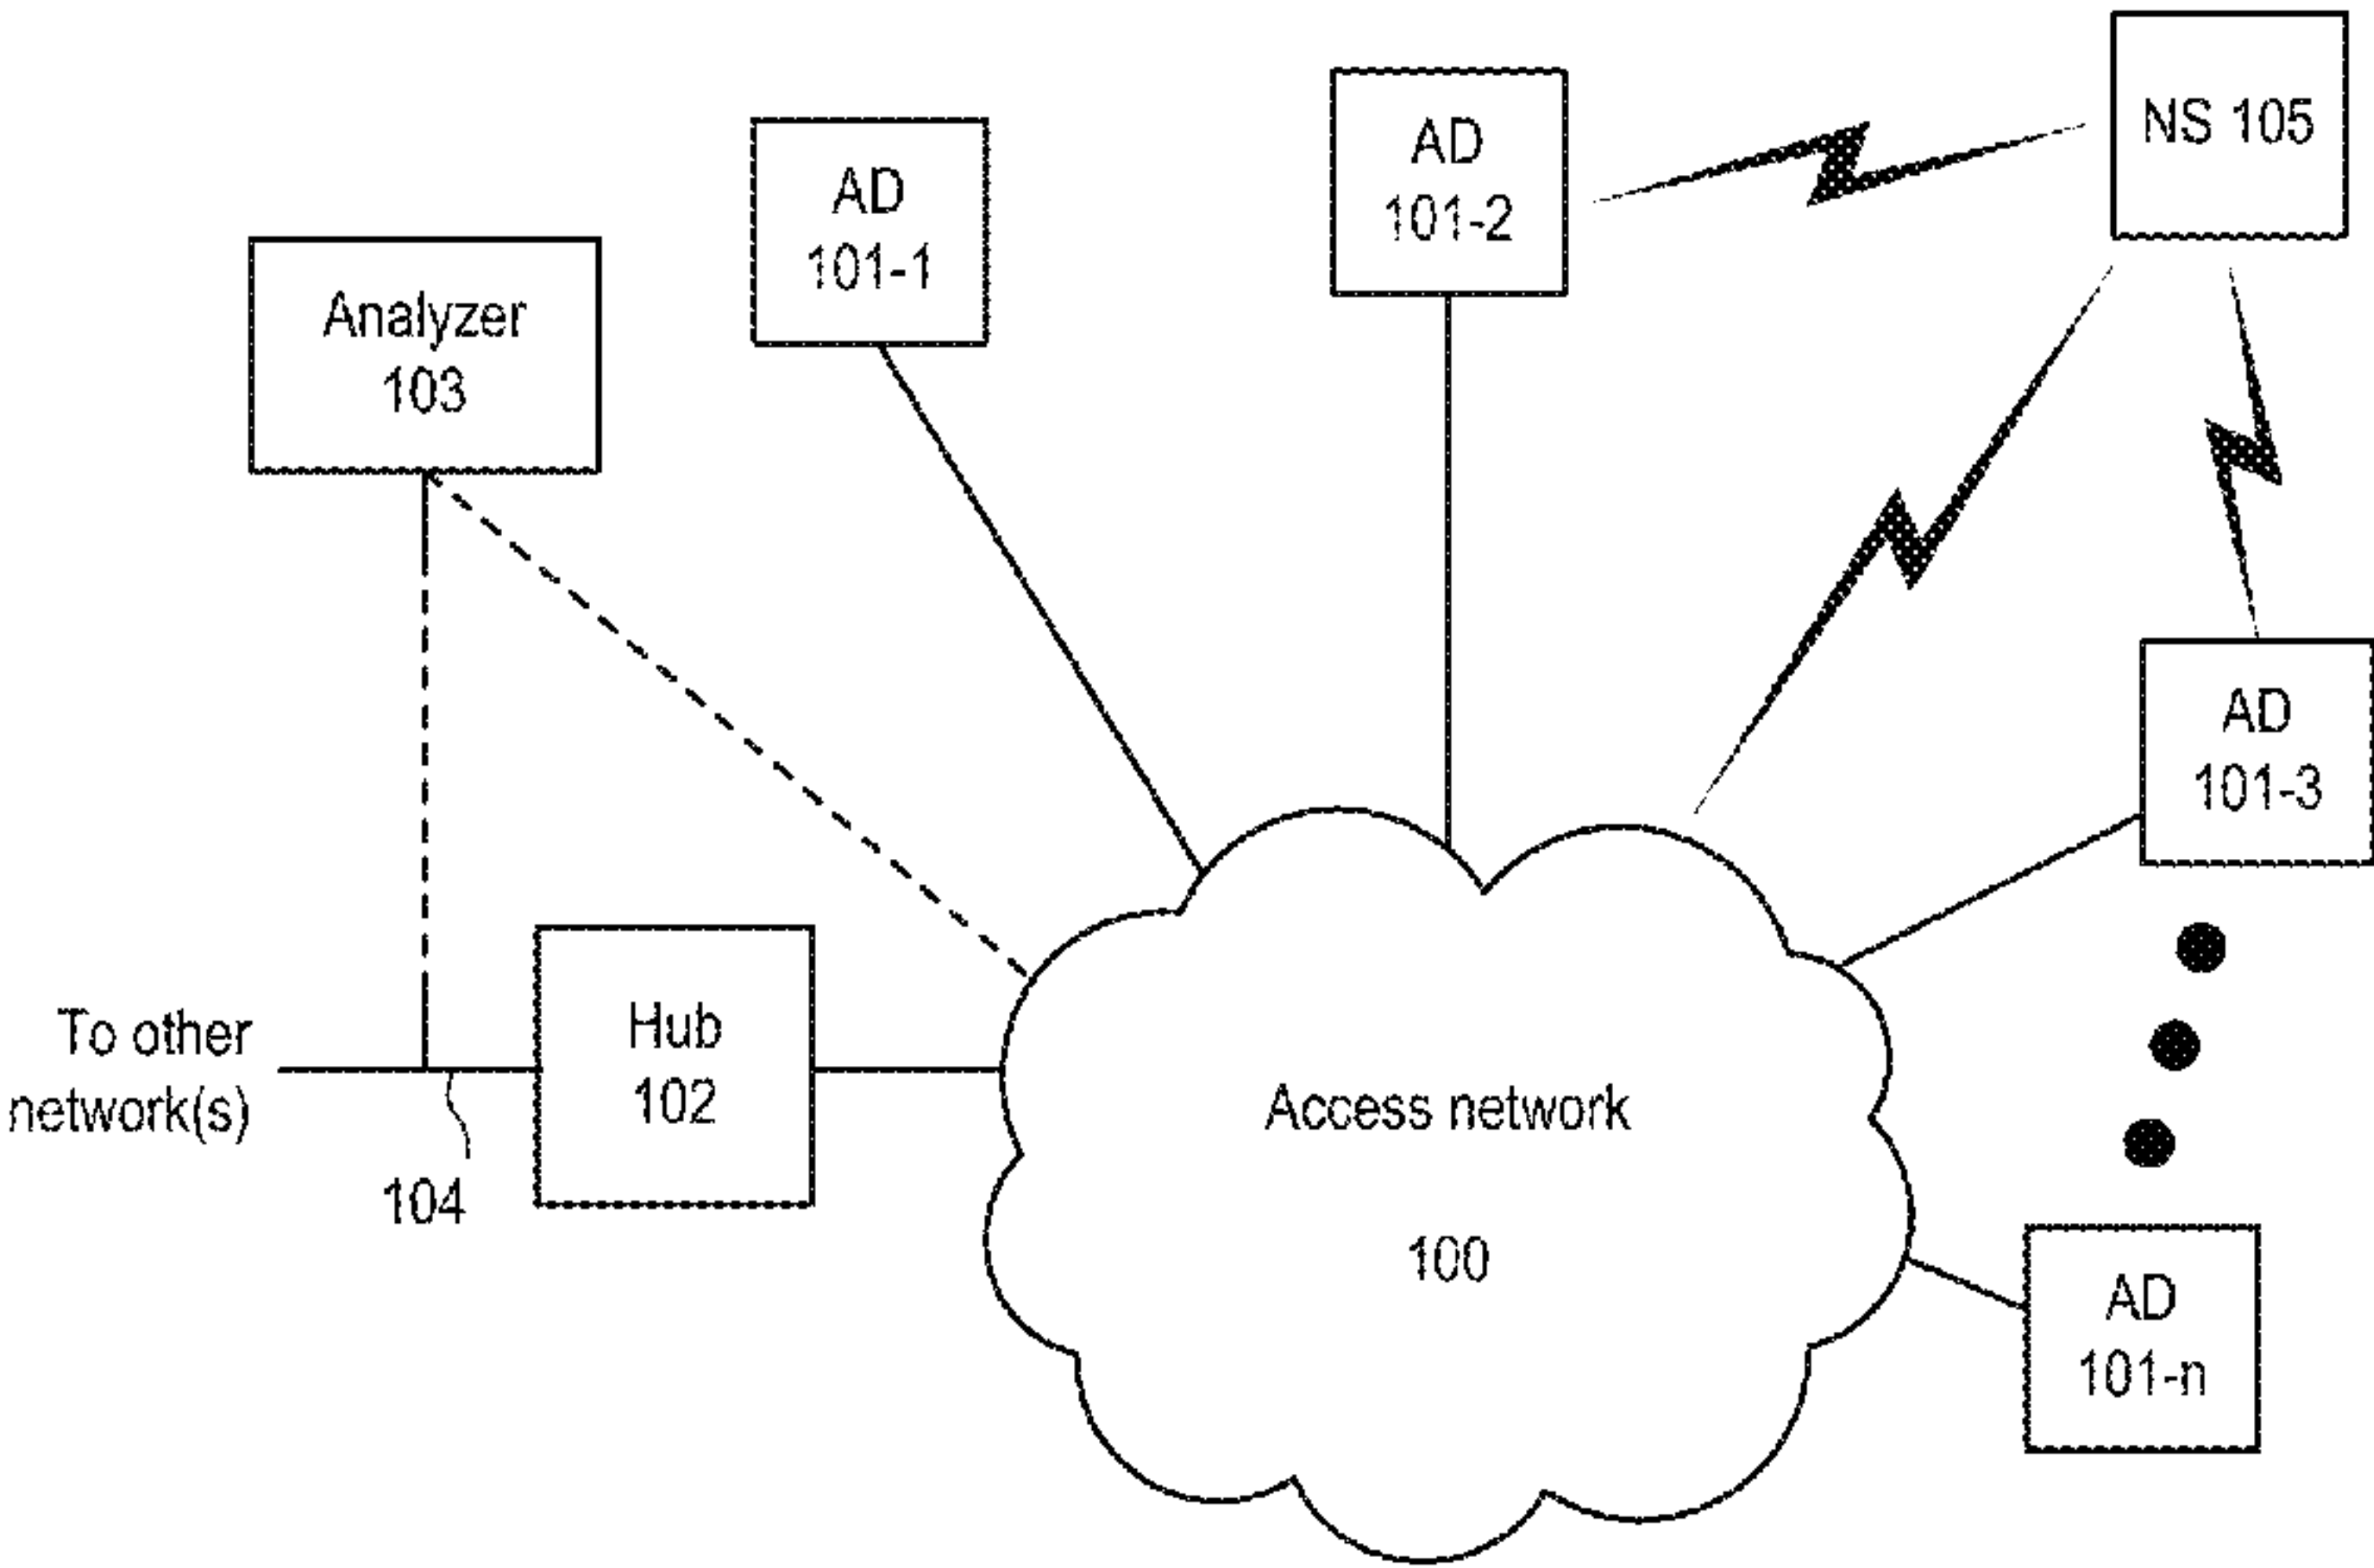 NS 105
AD
101-2
AD
101-1
Analyzer
103
AD
101-3
To other
network(s)
104
Hub
102
Access network
100
AD
101-n